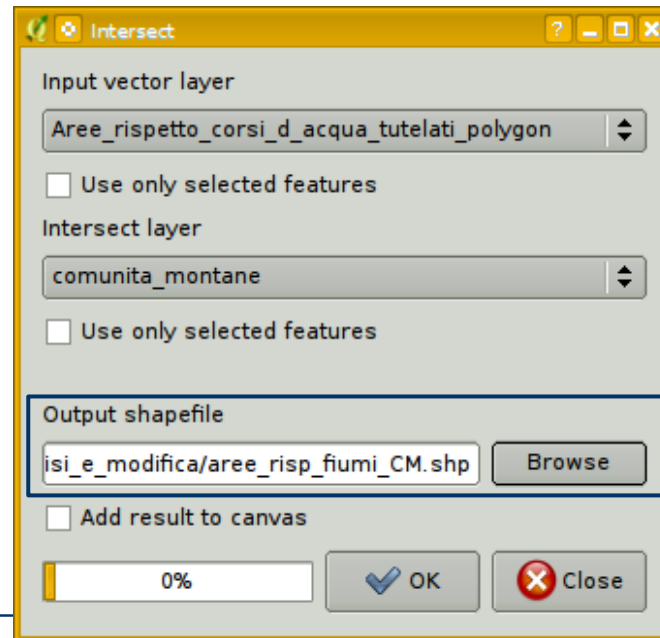 Intersect
Input vector layer
Aree_rispetto_corsi_d_acqua_tutelati_polygon
Use only selected features
Intersect layer
comunita_montane
Use only selected features
Output shapefile
isi_e_modifica/aree_risp_fiumi_CM.shp Browse
Add result to canvas
0% OK Close